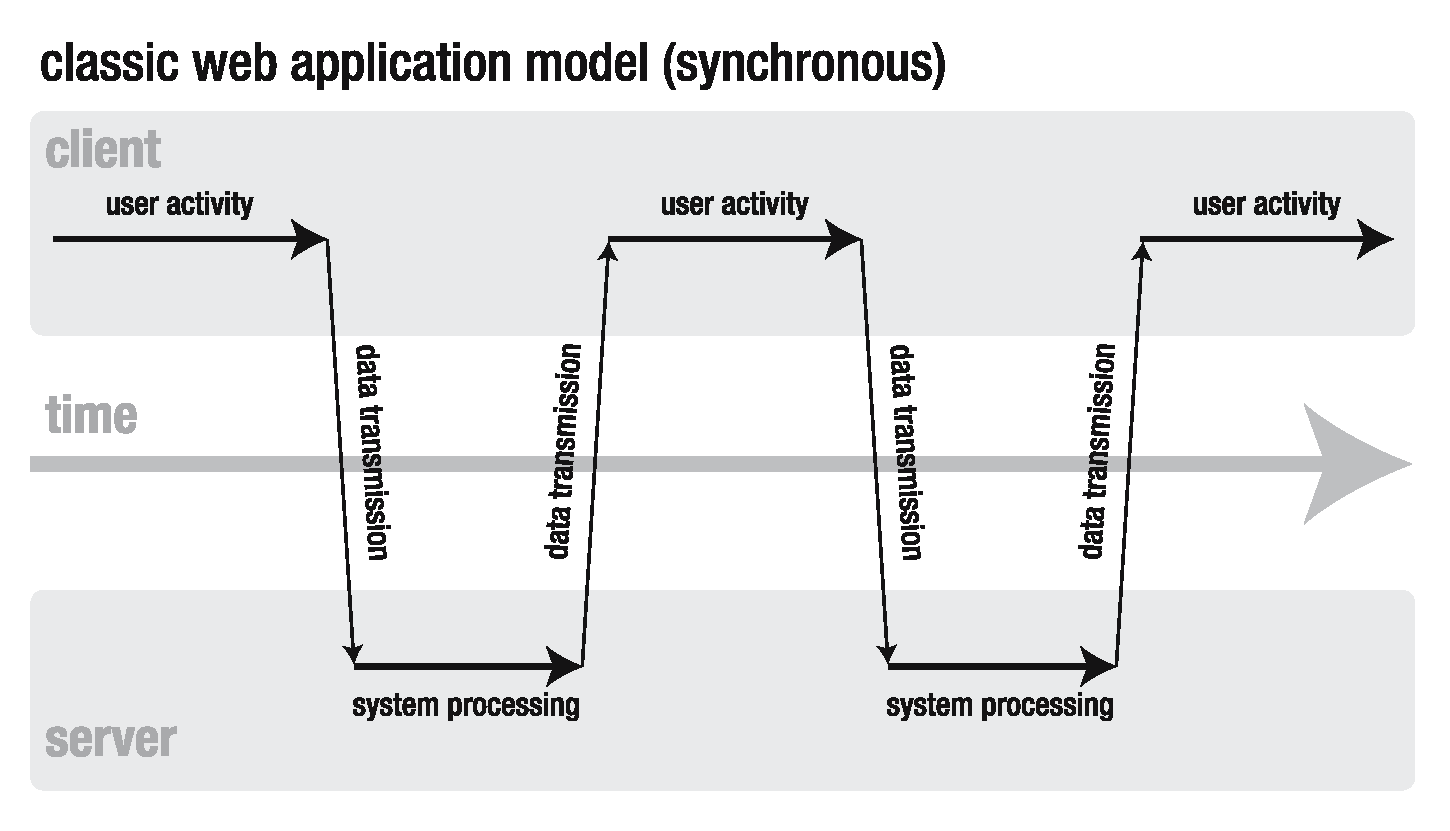 classic web application model (synchronous)
client
user activity
user activity
user activity
data transmission
data transmission
data transmission
data transmission
time
system processing
system processing
server